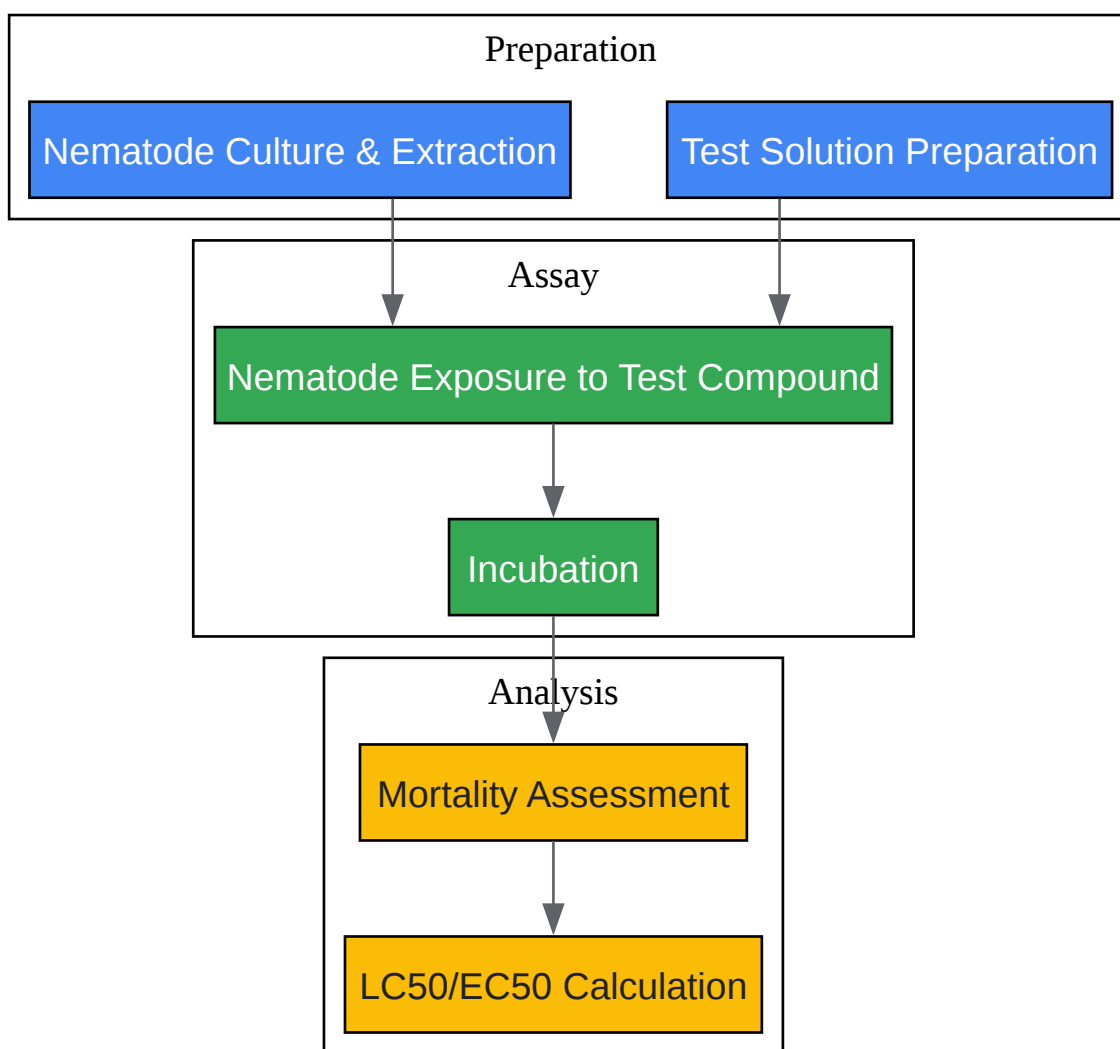 Preparation
Nematode Culture & Extraction
Test Solution Preparation
Assay
Nematode Exposure to Test Compound
Incubation
Analysis
Mortality Assessment
LC50/EC50 Calculation